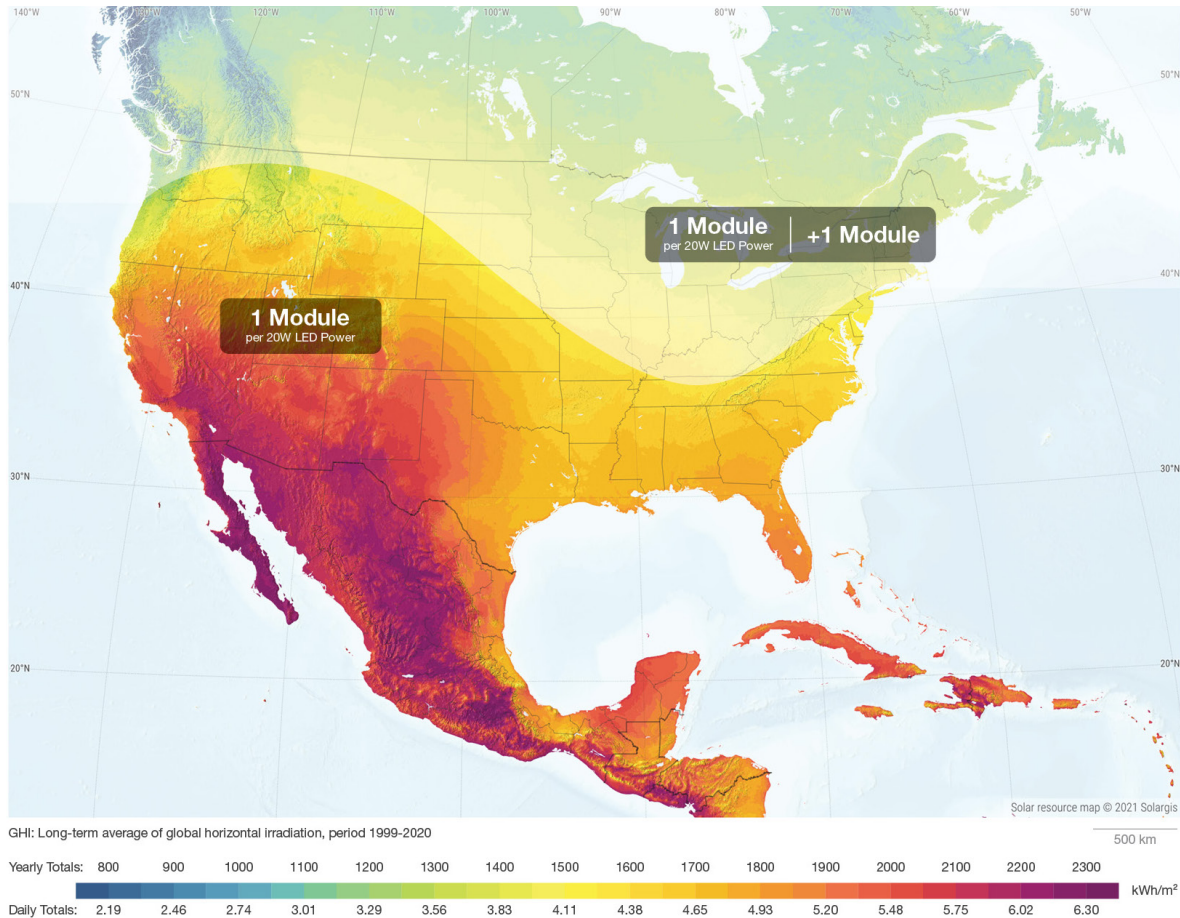 140°W 120°W 110°W 100°W 90°W 80°W 70°W 60°W 50°W
50°N 50°N
1 Module +1 Module
per 20W LED Power
40°N 40°N
1 Module
per 20W LED Power
30°N 30°N
20°N 20°N
Solar resource map © 2021 Solargis
GHI: Long-term average of global horizontal irradiation, period 1999-2020
500 km
Yearly Totals: 800 900 1000 1100 1200 1300 1400 1500 1600 1700 1800 1900 2000 2100 2200 2300
kWh/m²
Daily Totals: 2.19 2.46 2.74 3.01 3.29 3.56 3.83 4.11 4.38 4.65 4.93 5.20 5.48 5.75 6.02 6.30